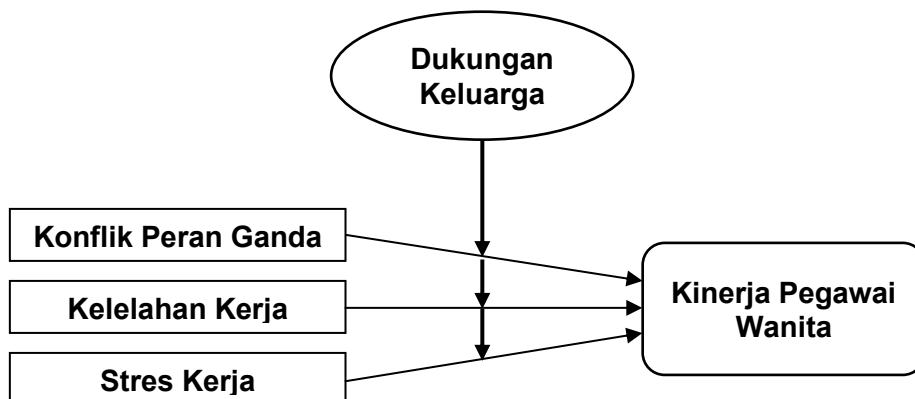 Dukungan
Keluarga
Konflik Peran Ganda
Kelelahan Kerja
Stres Kerja
Kinerja Pegawai
Wanita